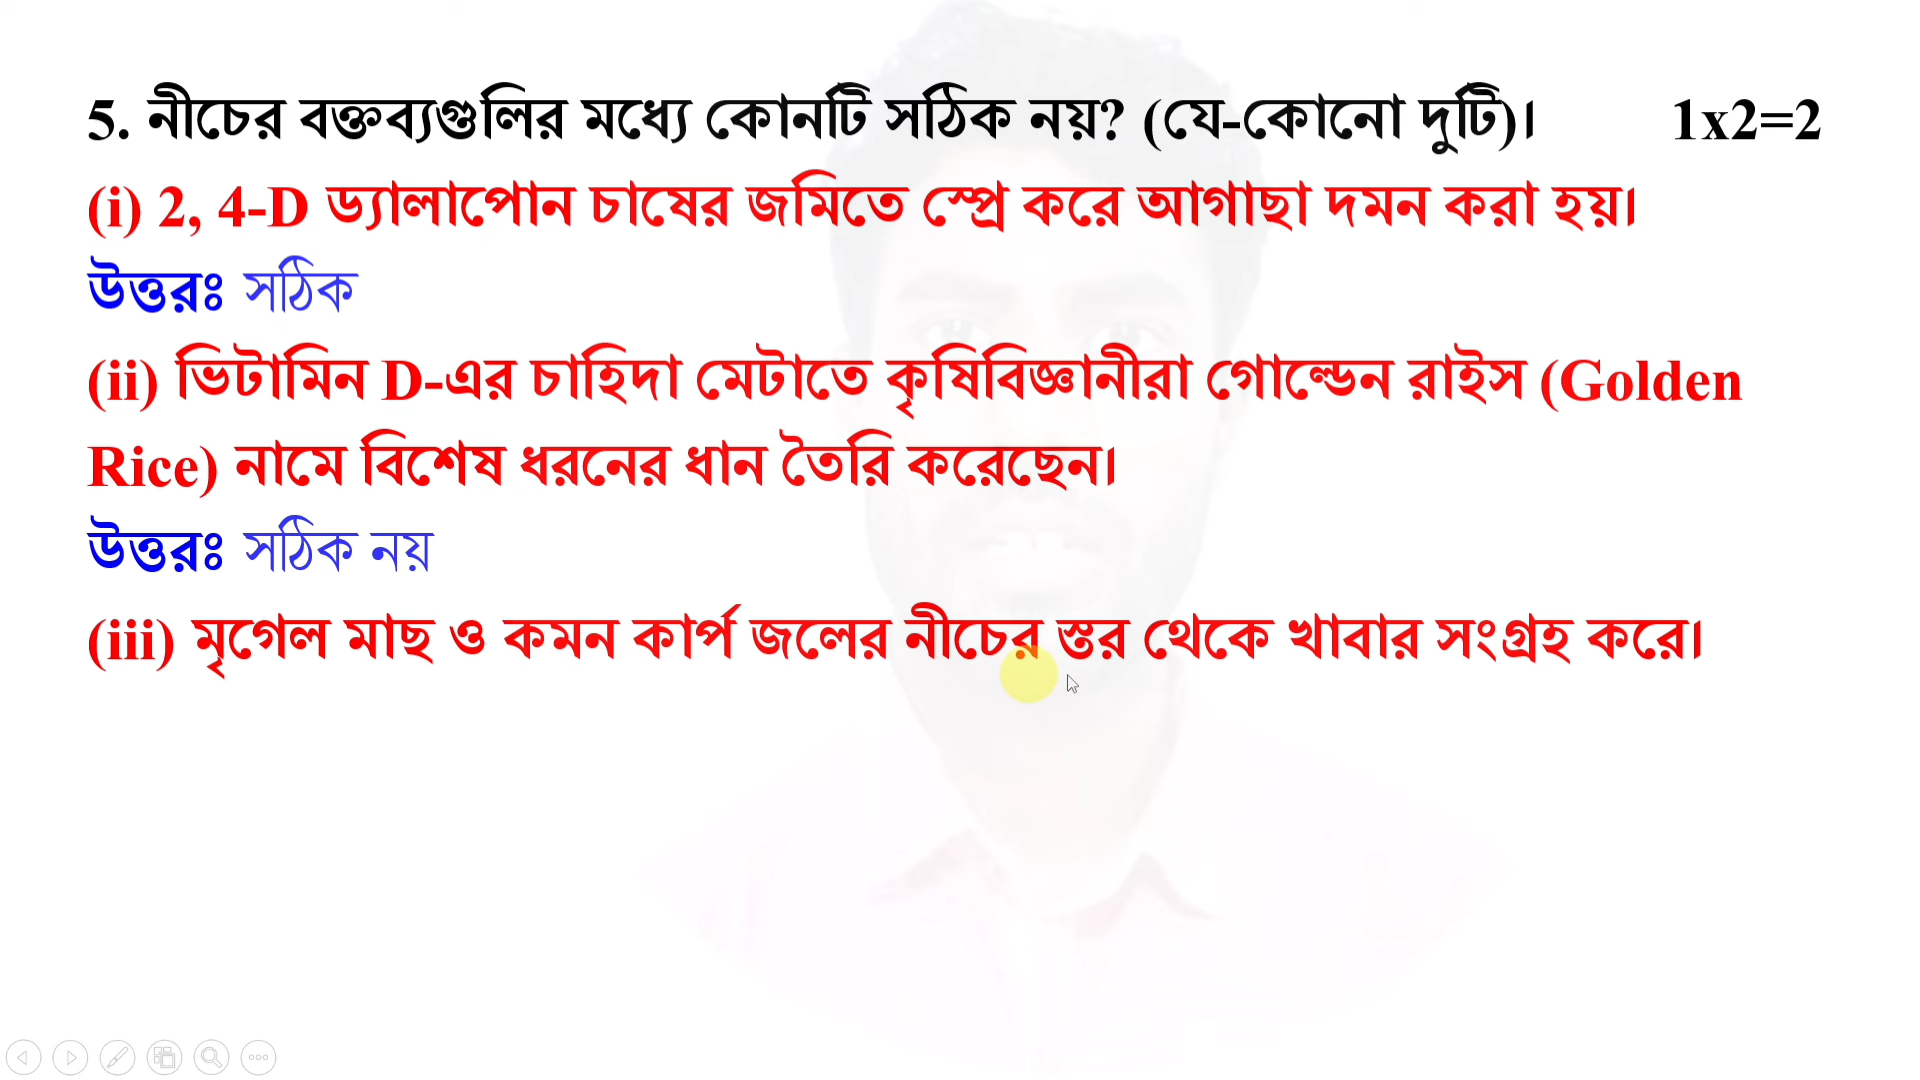 5. নীচের বক্তব্যগুলির মধ্যে কোনটি সঠিক নয়? (যে-কোনো দুটি)। 1x2=2
(i) 2, 4-D ড্যালাপোন চাষের জমিতে স্প্রে করে আগাছা দমন করা হয়।
উত্তরঃ সঠিক
(ii) ভিটামিন D-এর চাহিদা মেটাতে কৃষিবিজ্ঞানীরা গোল্ডেন রাইস (Golden
Rice) নামে বিশেষ ধরনের ধান তৈরি করেছেন।
উত্তরঃ সঠিক নয়
(iii) মৃগেল মাছ ও কমন কার্প জলের নীচের স্তর থেকে খাবার সংগ্রহ করে।